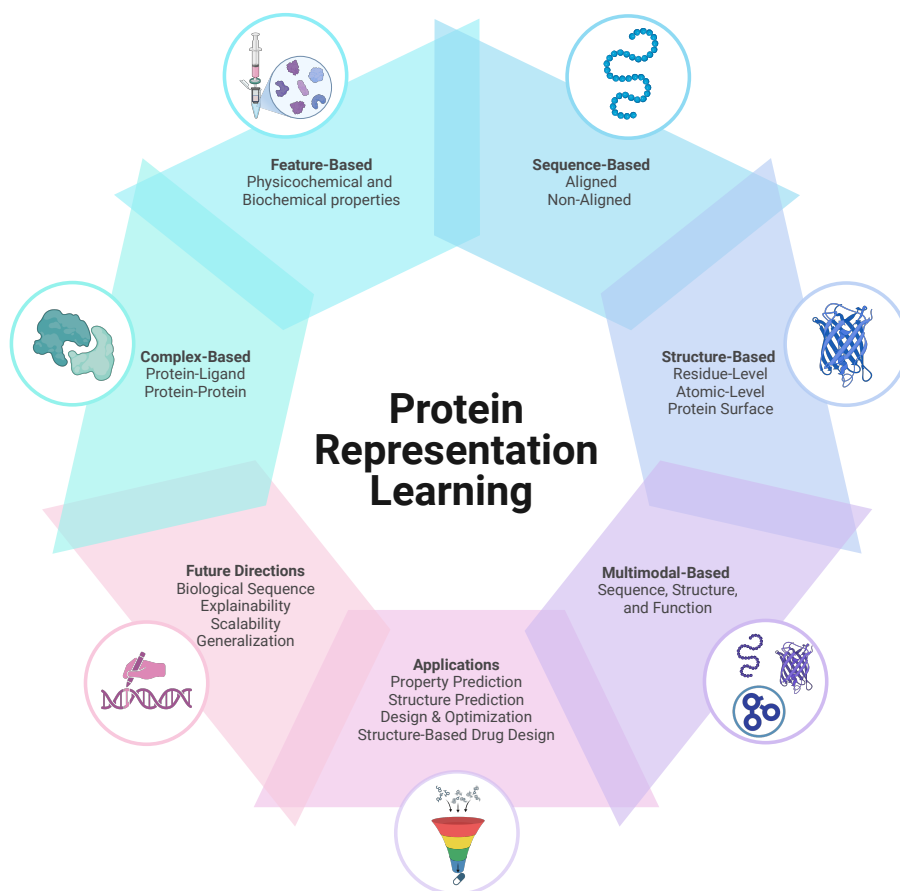 Feature-Based
Physicochemical and
Biochemical properties
Sequence-Based
Aligned
Non-Aligned
Complex-Based
Protein-Ligand
Protein-Protein
Structure-Based
Residue-Level
Atomic-Level
Protein Surface
Protein
Representation
Learning
Future Directions
Biological Sequence
Explainability
Scalability
Generalization
Multimodal-Based
Sequence, Structure,
and Function
Applications
Property Prediction
Structure Prediction
Design & Optimization
Structure-Based Drug Design